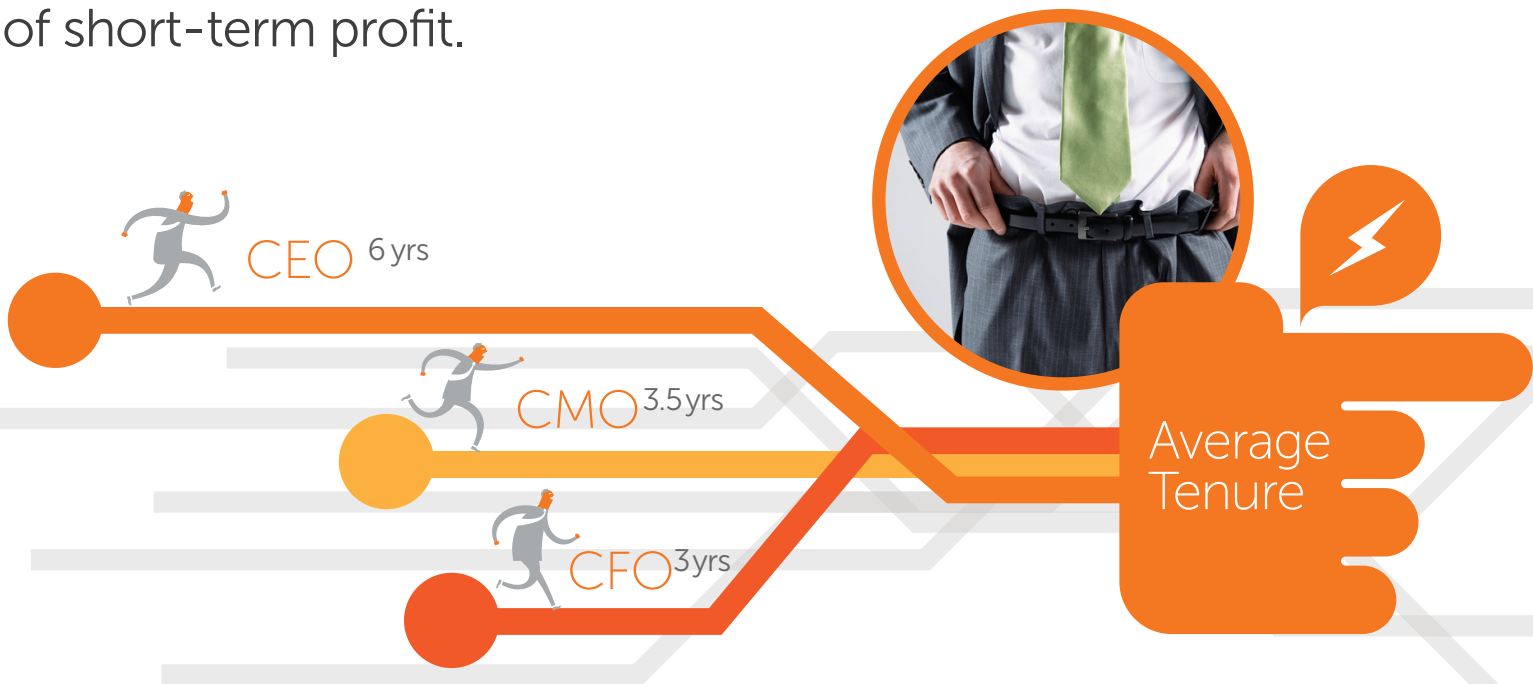 of short-term profit.
CEO 6 yrs
CMO 3.5 yrs
CFO 3 yrs
Average
Tenure